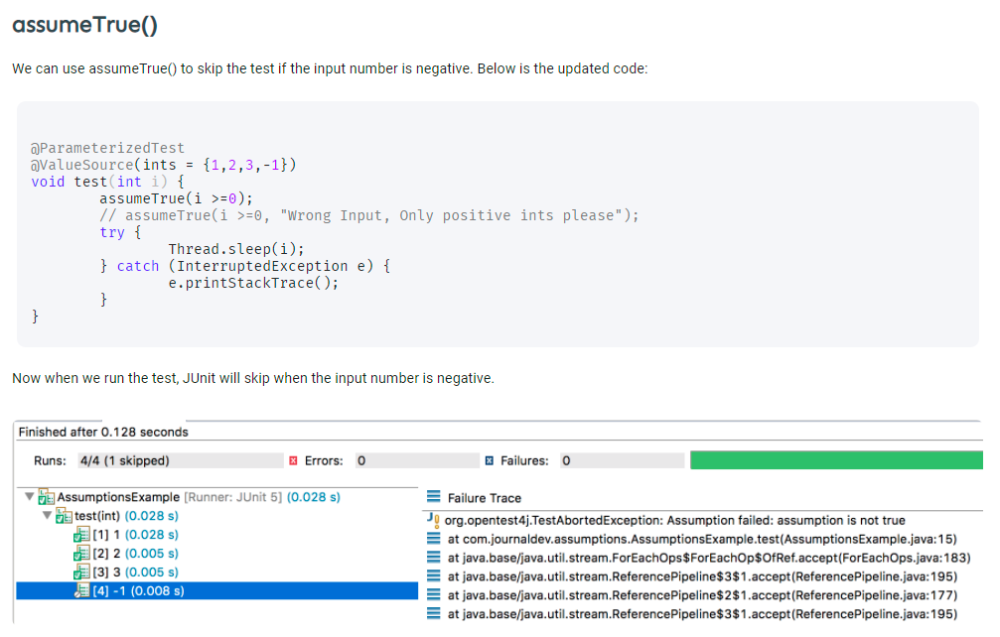 assumeTrue()
We can use assumeTrue() to skip the test if the input number is negative. Below is the updated code:
@ParameterizedTest
@ValueSource(ints = {1,2,3,-1})
void test(int i) {
        assumeTrue(i >=0);
        // assumeTrue(i >=0, "Wrong Input, Only positive ints please");
        try {
                Thread.sleep(i);
        } catch (InterruptedException e) {
                e.printStackTrace();
        }
}
Now when we run the test, JUnit will skip when the input number is negative.
Finished after 0.128 seconds
Runs: 4/4 (1 skipped) Errors: 0 Failures: 0
AssumptionsExample [Runner: JUnit 5] (0.028 s)
test(int) (0.028 s)
[1] 1 (0.028 s)
[2] 2 (0.005 s)
[3] 3 (0.005 s)
[4] -1 (0.008 s)
Failure Trace
org.opentest4j.TestAbortedException: Assumption failed: assumption is not true
at com.journaldev.assumptions.AssumptionsExample.test(AssumptionsExample.java:15)
at java.base/java.util.stream.ForEachOps$ForEachOp$OfRef.accept(ForEachOps.java:183)
at java.base/java.util.stream.ReferencePipeline$3$1.accept(ReferencePipeline.java:195)
at java.base/java.util.stream.ReferencePipeline$2$1.accept(ReferencePipeline.java:177)
at java.base/java.util.stream.ReferencePipeline$3$1.accept(ReferencePipeline.java:195)